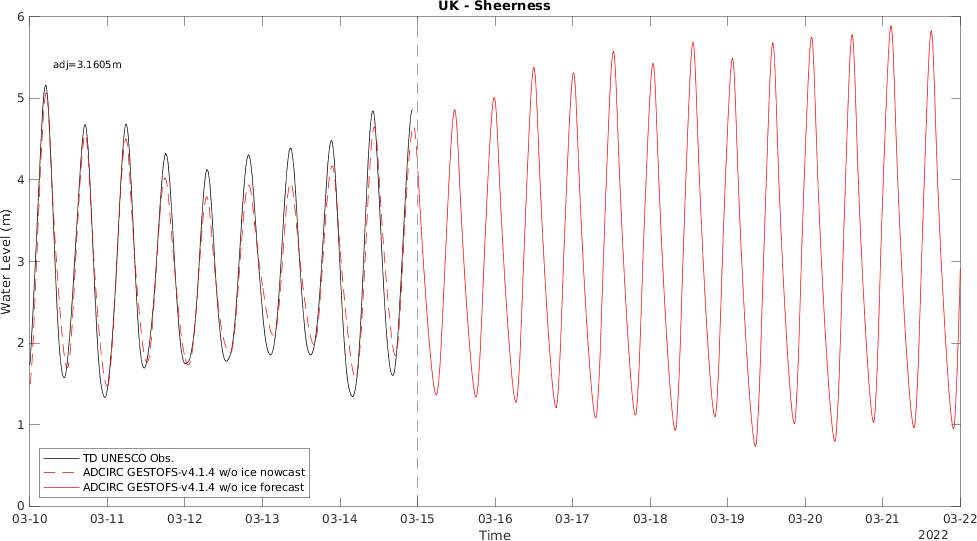 UK - Sheerness
adj=3.1605m
6
5
4
3
2
1
0
Water Level (m)
TD UNESCO Obs.
ADCIRC GESTOFS-v4.1.4 w/o ice nowcast
ADCIRC GESTOFS-v4.1.4 w/o ice forecast
03-10 03-11 03-12 03-13 03-14 03-15 03-16 03-17 03-18 03-19 03-20 03-21 03-22
Time
2022